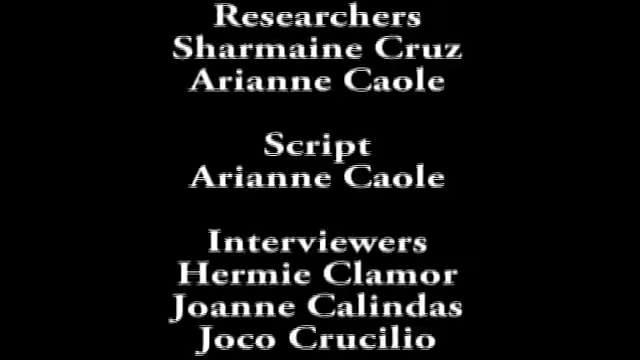 Researchers
Sharmaine Cruz
Arianne Caole
Script
Arianne Caole
Interviewers
Hermie Clamor
Joanne Calindas
Joco Crucilio